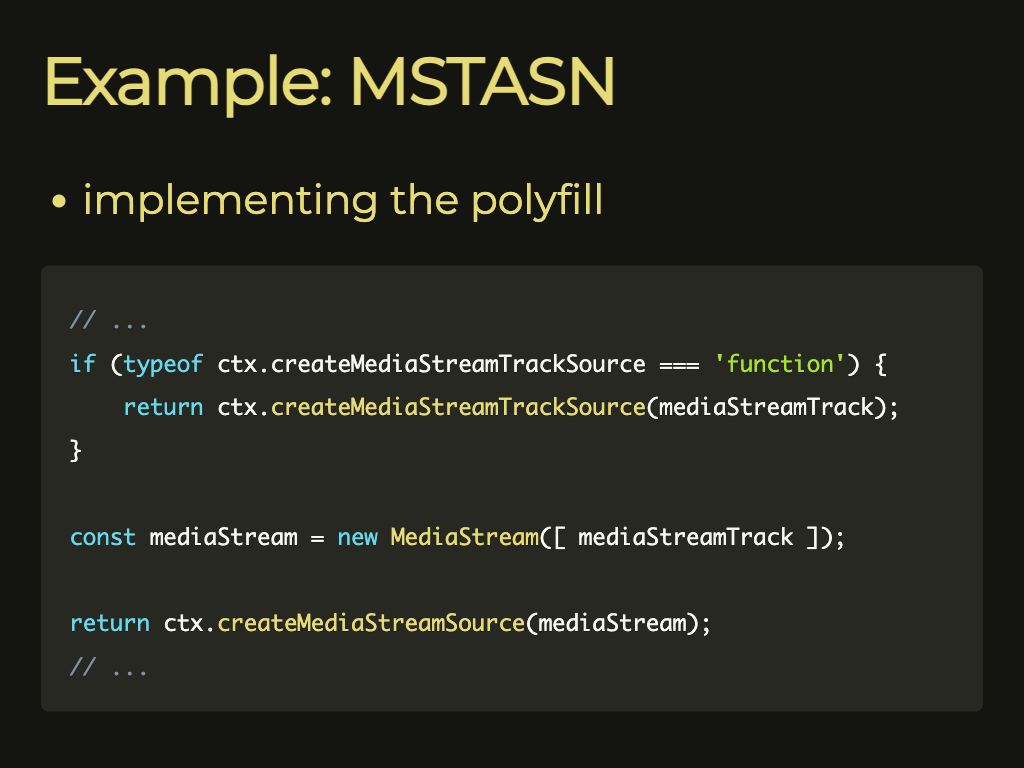 Example: MSTASN
• implementing the polyfill
// ...
if (typeof ctx.createMediaStreamTrackSource === 'function') {
    return ctx.createMediaStreamTrackSource(mediaStreamTrack);
}
const mediaStream = new MediaStream([ mediaStreamTrack ]);
return ctx.createMediaStreamSource(mediaStream);
// ...